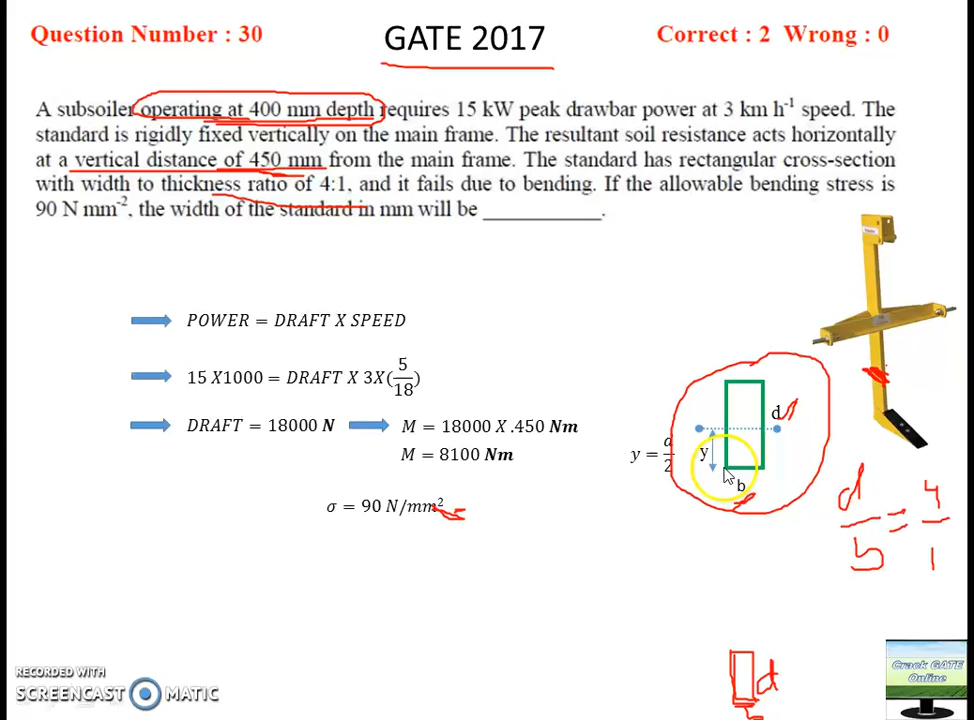 Question Number : 30
GATE 2017
Correct : 2 Wrong : 0
A subsoiler operating at 400 mm depth requires 15 kW peak drawbar power at 3 km h⁻¹ speed. The
standard is rigidly fixed vertically on the main frame. The resultant soil resistance acts horizontally
at a vertical distance of 450 mm from the main frame. The standard has rectangular cross-section
with width to thickness ratio of 4:1, and it fails due to bending. If the allowable bending stress is
90 N mm⁻², the width of the standard in mm will be ____________.
POWER = DRAFT X SPEED
15 X1000 = DRAFT X 3X(5/18)
DRAFT = 18000 N
M = 18000 X .450 Nm
M = 8100 Nm
σ = 90 N/mm²
y = d/2
y
d
b
d/b = 4/1
d
RECORDED WITH
SCREENCAST MATIC
Crack GATE
Online